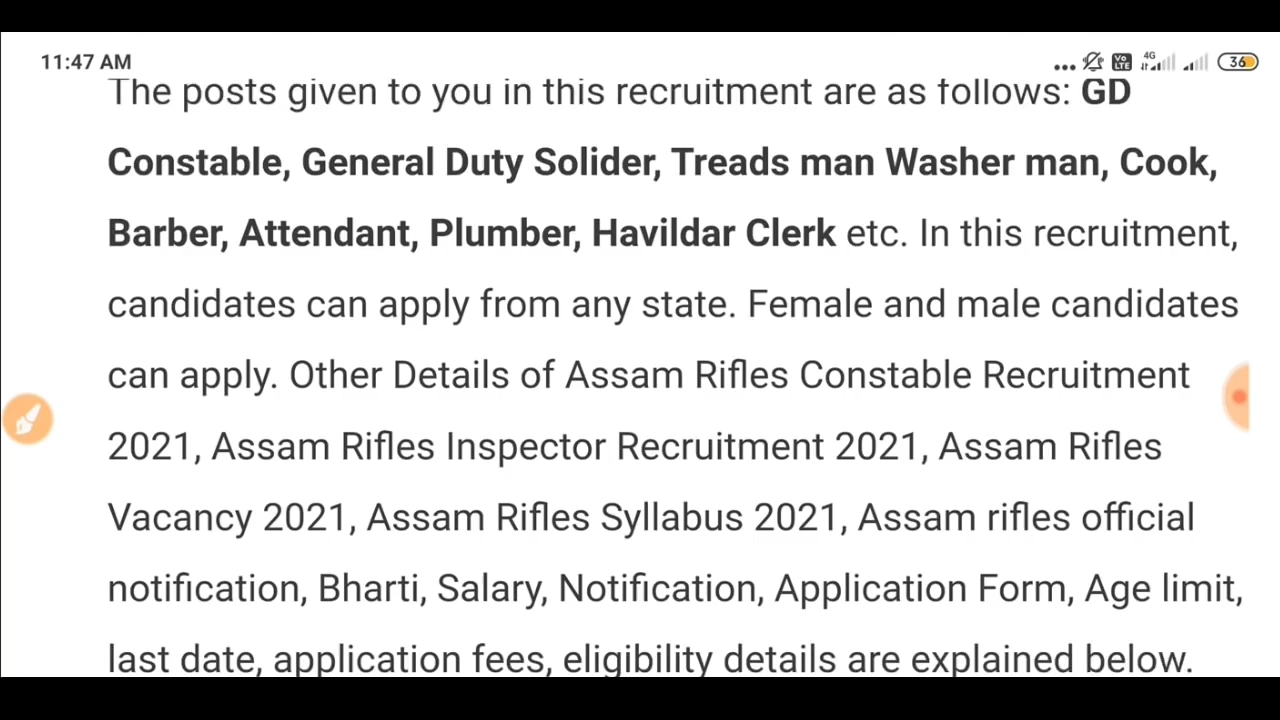 11:47 AM
4G
Vo
LTE
36
The posts given to you in this recruitment are as follows: GD
Constable, General Duty Solider, Treads man Washer man, Cook,
Barber, Attendant, Plumber, Havildar Clerk etc. In this recruitment,
candidates can apply from any state. Female and male candidates
can apply. Other Details of Assam Rifles Constable Recruitment
2021, Assam Rifles Inspector Recruitment 2021, Assam Rifles
Vacancy 2021, Assam Rifles Syllabus 2021, Assam rifles official
notification, Bharti, Salary, Notification, Application Form, Age limit,
last date, application fees, eligibility details are explained below.